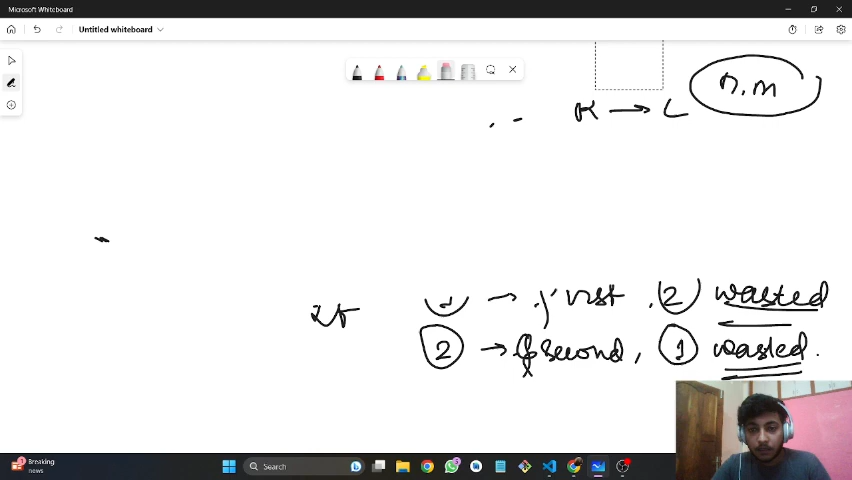 Microsoft Whiteboard
Untitled whiteboard
n.m
K → L
→ first, 2 wasted
2 → second, 1 wasted.
Breaking
news
Search